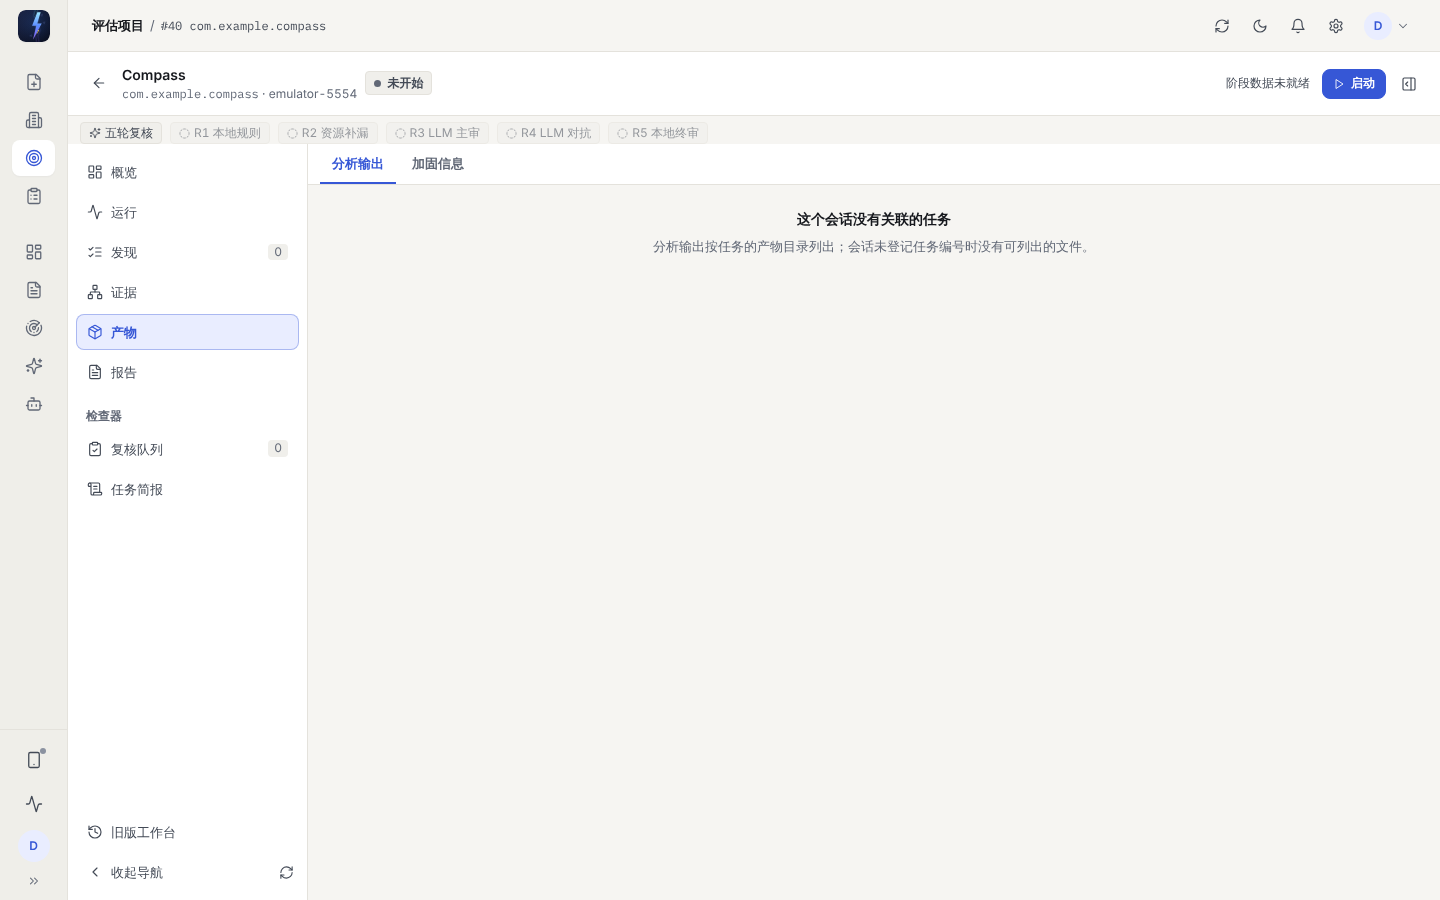 评估项目 / #40 com.example.compass
D
Compass
com.example.compass · emulator-5554
未开始
阶段数据未就绪
启动
五轮复核
R1 本地规则
R2 资源补漏
R3 LLM 主审
R4 LLM 对抗
R5 本地终审
概览
运行
发现 0
证据
产物
报告
检查器
复核队列 0
任务简报
旧版工作台
收起导航
分析输出
加固信息
这个会话没有关联的任务
分析输出按任务的产物目录列出；会话未登记任务编号时没有可列出的文件。
D